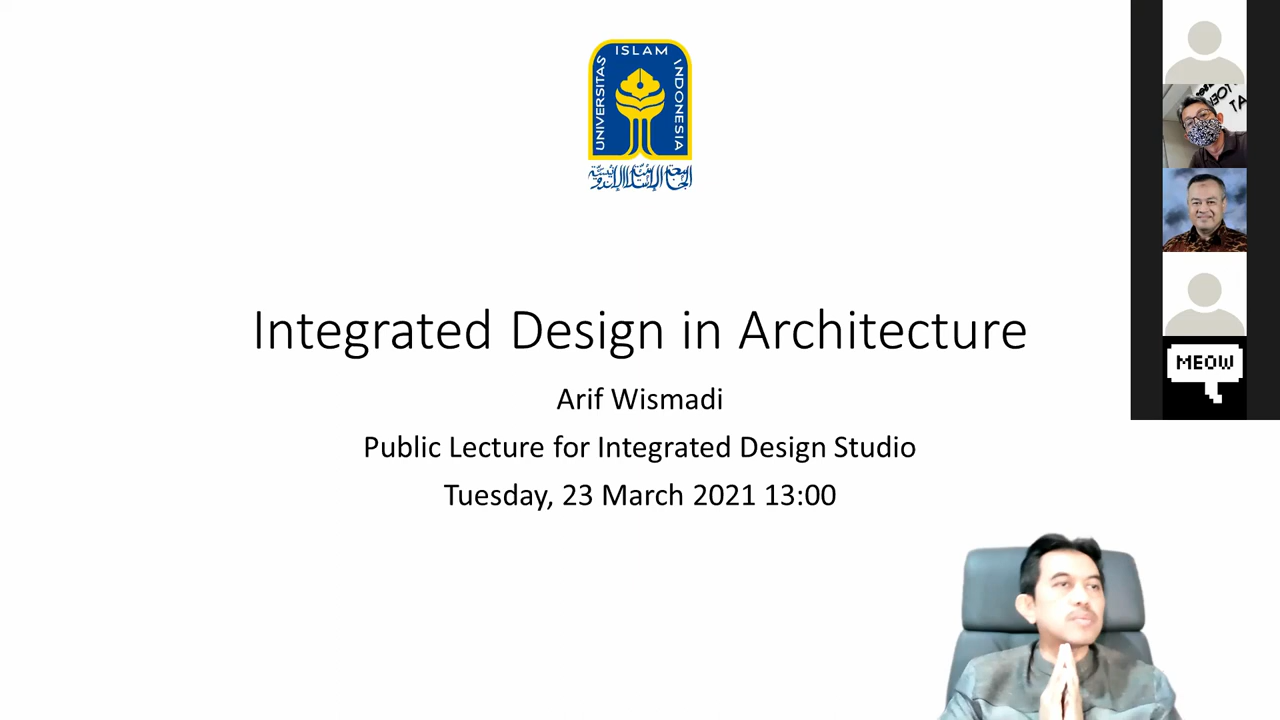 UNIVERSITAS ISLAM INDONESIA
Integrated Design in Architecture
Arif Wismadi
Public Lecture for Integrated Design Studio
Tuesday, 23 March 2021 13:00
MEOW